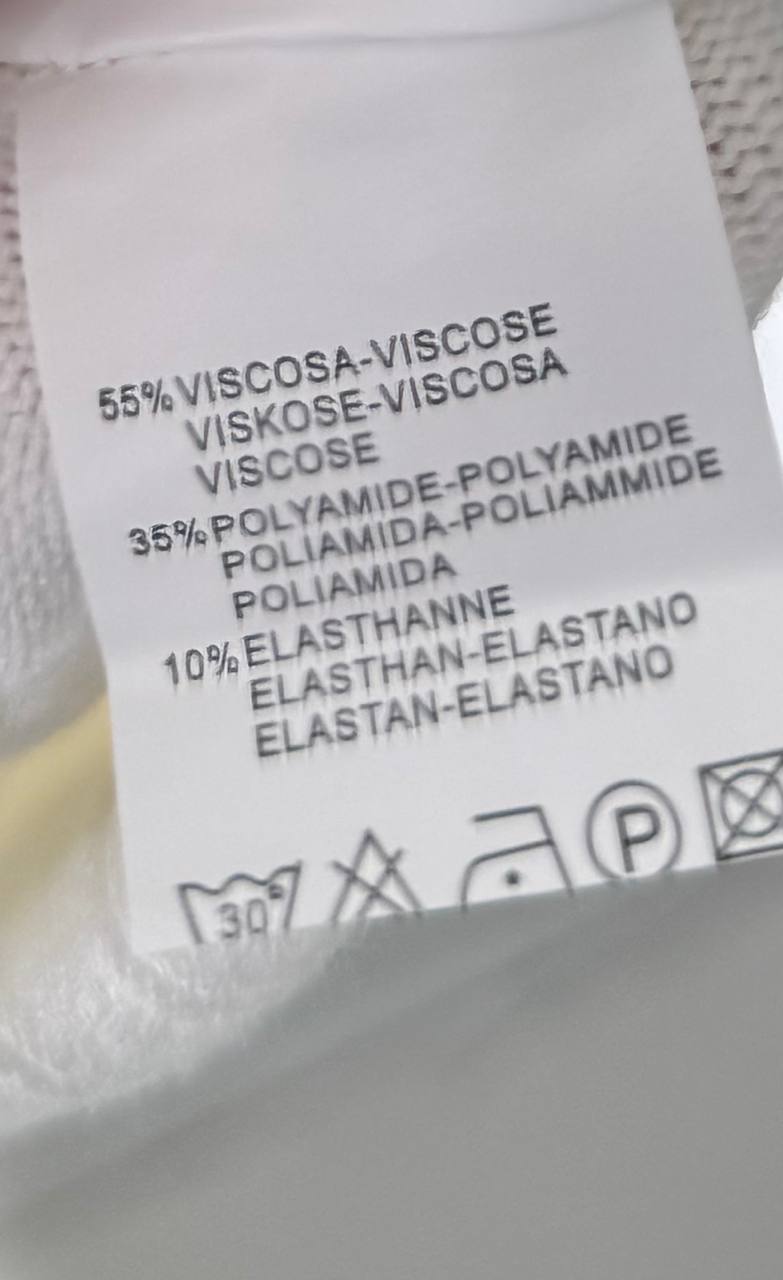 55% VISCOSA-VISCOSE
VISKOSE-VISCOSA
VISCOSE
35% POLYAMIDE-POLYAMIDE
POLIAMIDA-POLIAMMIDE
POLIAMIDA
10% ELASTHANNE
ELASTHAN-ELASTANO
ELASTAN-ELASTANO
30° P